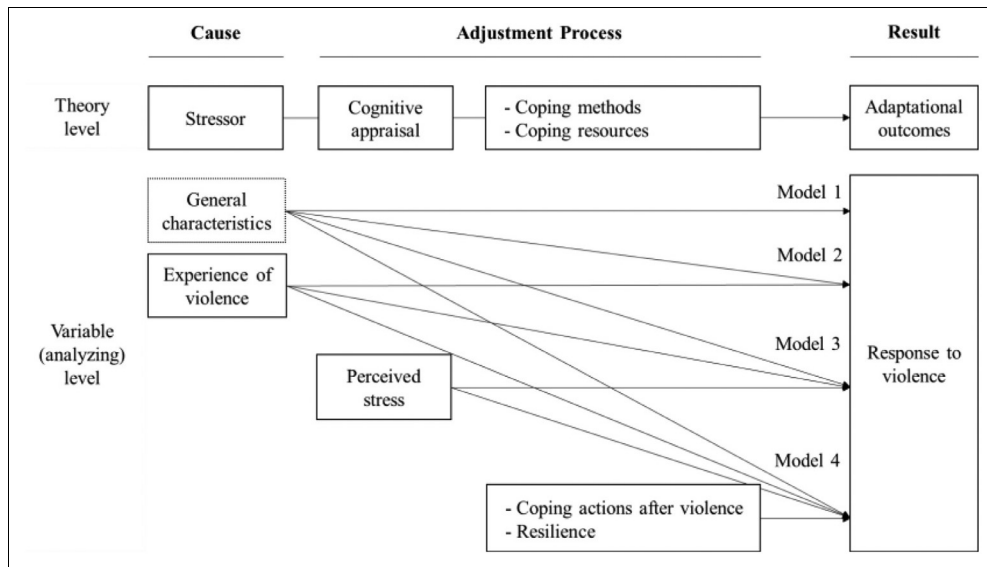 Cause
Adjustment Process
Result
Theory
level
Stressor
Cognitive
appraisal
- Coping methods
- Coping resources
Adaptational
outcomes
General
characteristics
Model 1
Experience of
violence
Model 2
Variable
(analyzing)
level
Perceived
stress
Model 3
Response to
violence
Model 4
- Coping actions after violence
- Resilience